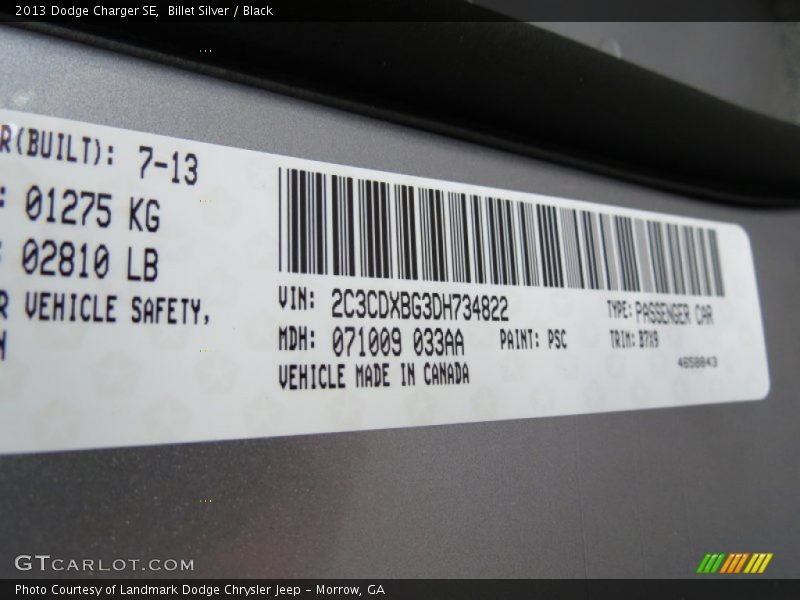 2013 Dodge Charger SE, Billet Silver / Black
R(BUILT): 7-13
: 01275 KG
: 02810 LB
R VEHICLE SAFETY,
N
VIN: 2C3CDXBG3DH734822
TYPE: PASSENGER CAR
MDH: 071009 033AA
PAINT: PSC
TRIM: B7X9
VEHICLE MADE IN CANADA
4658843
GTCARLOT.COM
Photo Courtesy of Landmark Dodge Chrysler Jeep - Morrow, GA